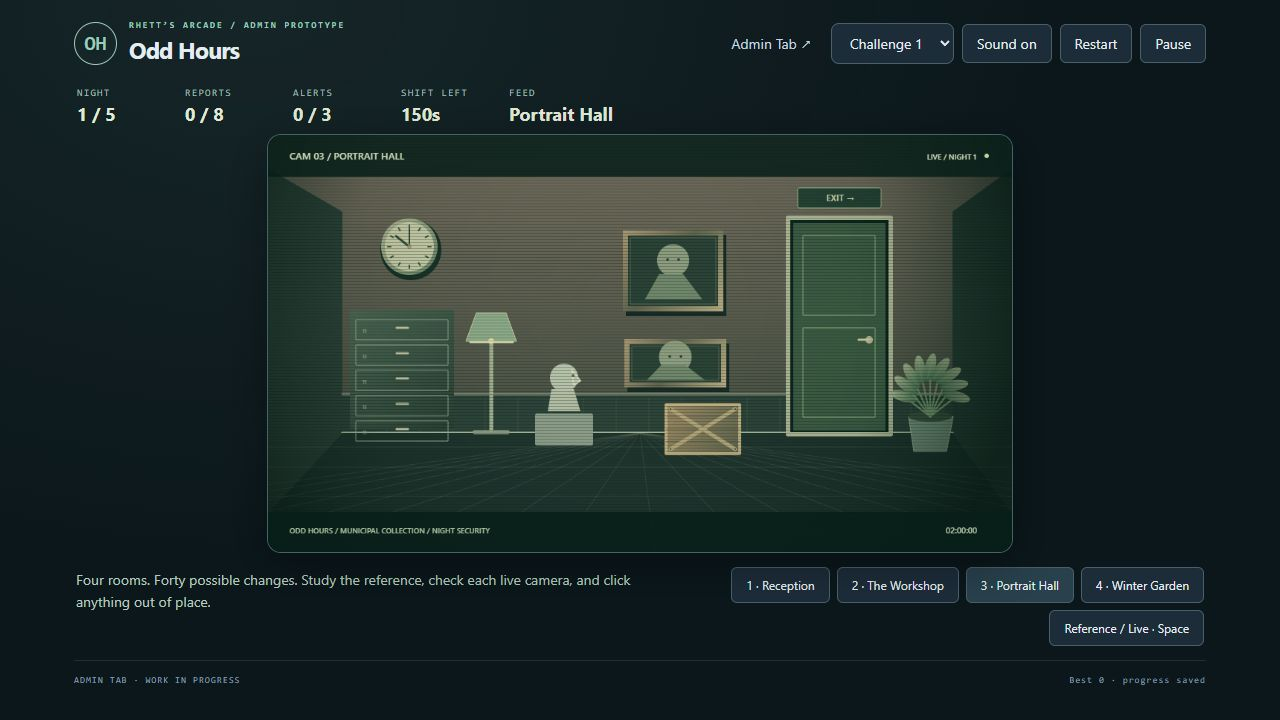 OH
RHETT'S ARCADE / ADMIN PROTOTYPE
Odd Hours
Admin Tab ↗
Challenge 1
Sound on
Restart
Pause
NIGHT
1 / 5
REPORTS
0 / 8
ALERTS
0 / 3
SHIFT LEFT
150s
FEED
Portrait Hall
CAM 03 / PORTRAIT HALL
LIVE / NIGHT 1
EXIT →
ODD HOURS / MUNICIPAL COLLECTION / NIGHT SECURITY
02:00:00
Four rooms. Forty possible changes. Study the reference, check each live camera, and click
anything out of place.
1 · Reception
2 · The Workshop
3 · Portrait Hall
4 · Winter Garden
Reference / Live · Space
ADMIN TAB · WORK IN PROGRESS
Best 0 · progress saved